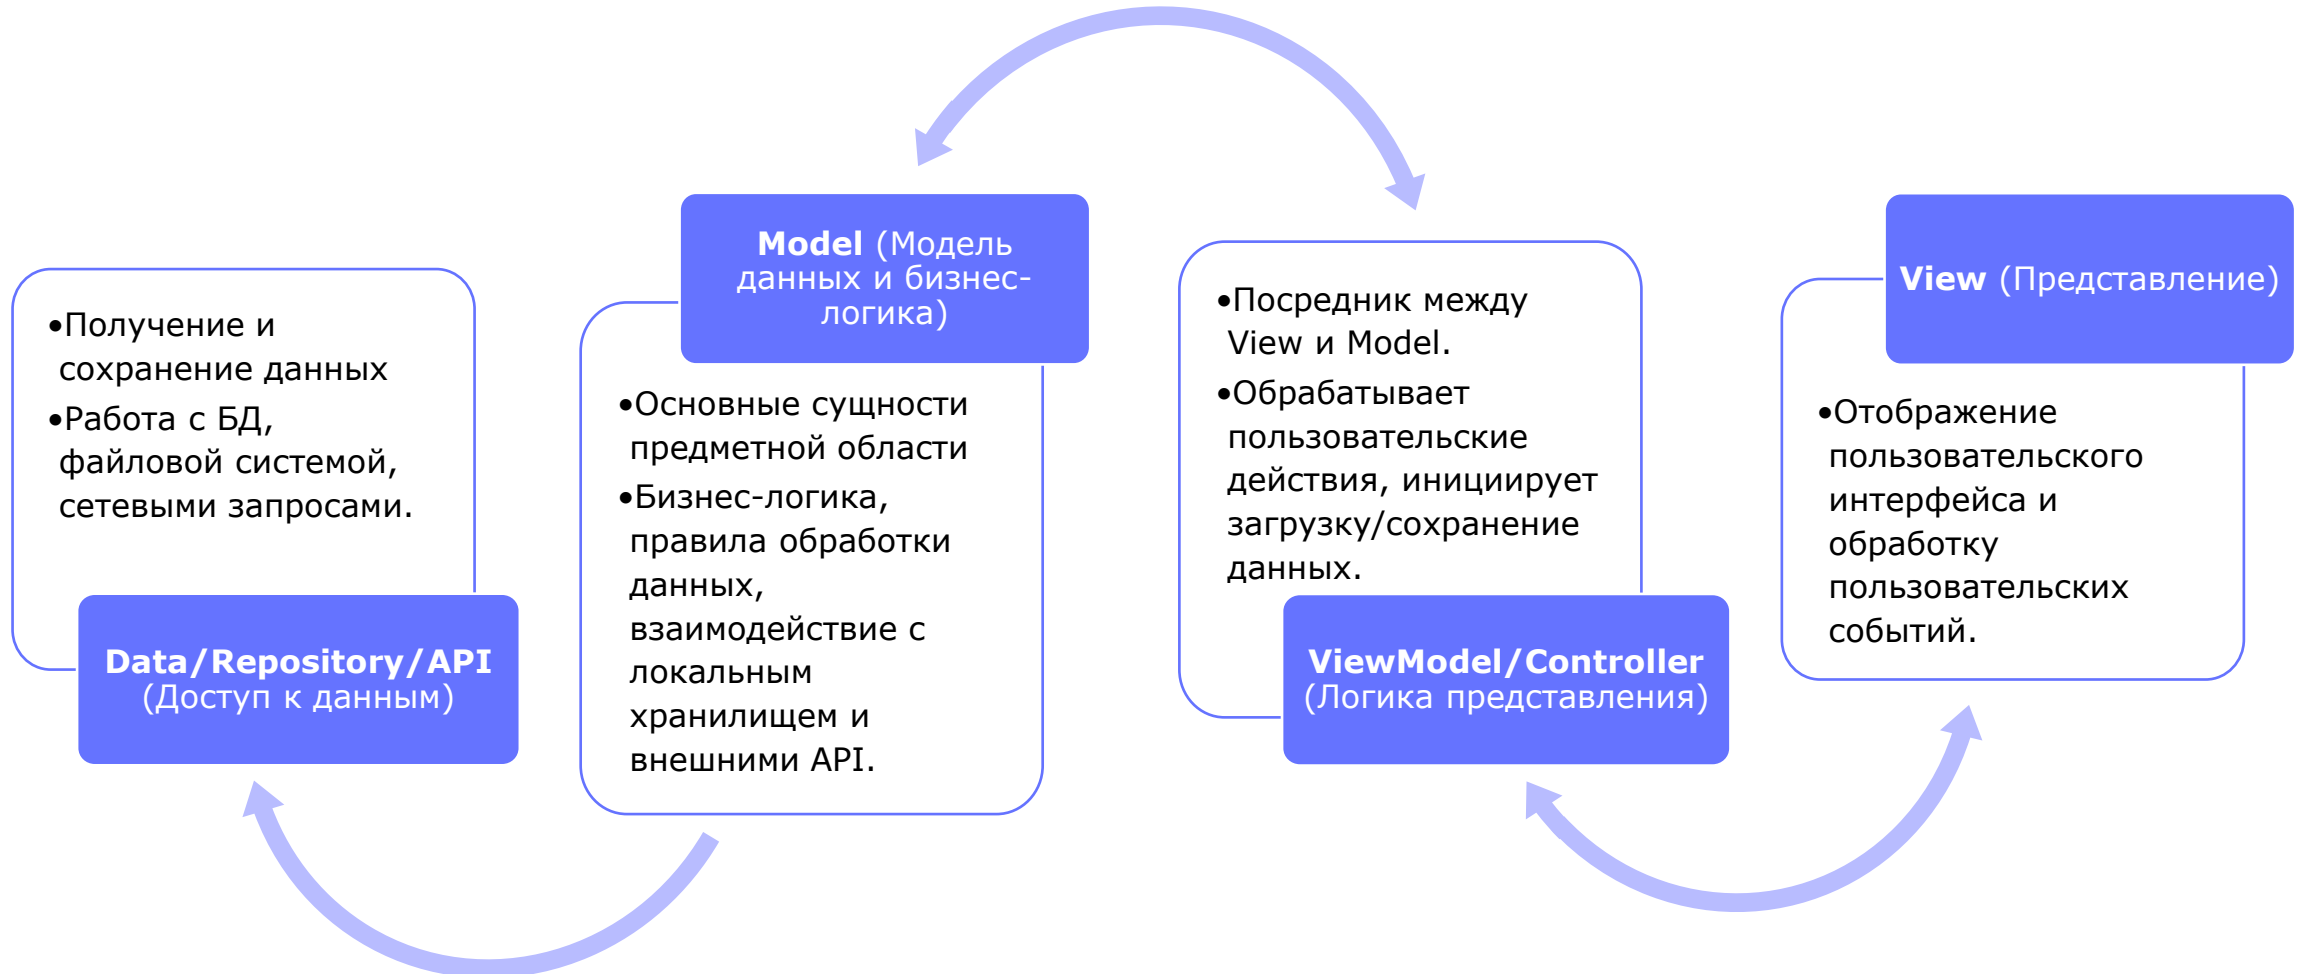 •Получение и
сохранение данных
•Работа с БД,
файловой системой,
сетевыми запросами.
Data/Repository/API
(Доступ к данным)
Model (Модель
данных и бизнес-
логика)
•Основные сущности
предметной области
•Бизнес-логика,
правила обработки
данных,
взаимодействие с
локальным
хранилищем и
внешними API.
•Посредник между
View и Model.
•Обрабатывает
пользовательские
действия, инициирует
загрузку/сохранение
данных.
ViewModel/Controller
(Логика представления)
View (Представление)
•Отображение
пользовательского
интерфейса и
обработку
пользовательских
событий.